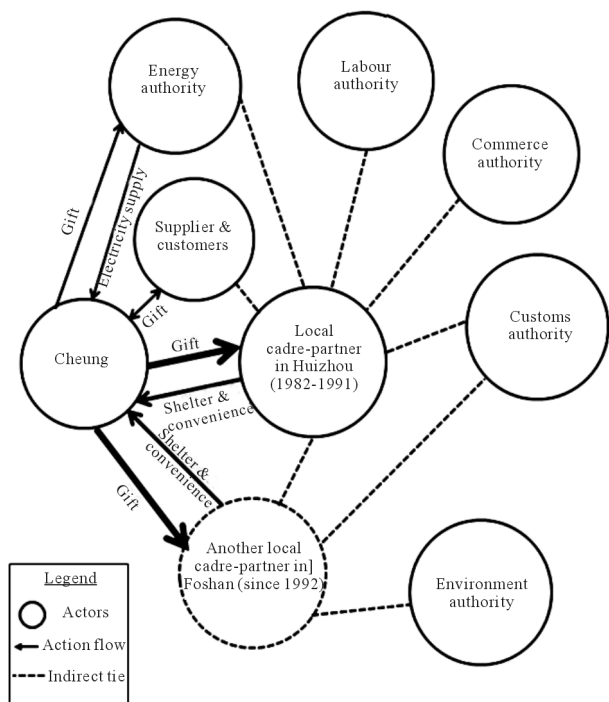 Energy
authority
Labour
authority
Commerce
authority
Gift
Electricity supply
Supplier &
customers
Gift
Customs
authority
Cheung
Gift
Local
cadre-partner
in Huizhou
(1982-1991)
Shelter &
convenience
Shelter &
convenience
Gift
Another local
cadre-partner in]
Foshan (since 1992)
Environment
authority
Legend
Actors
Action flow
Indirect tie